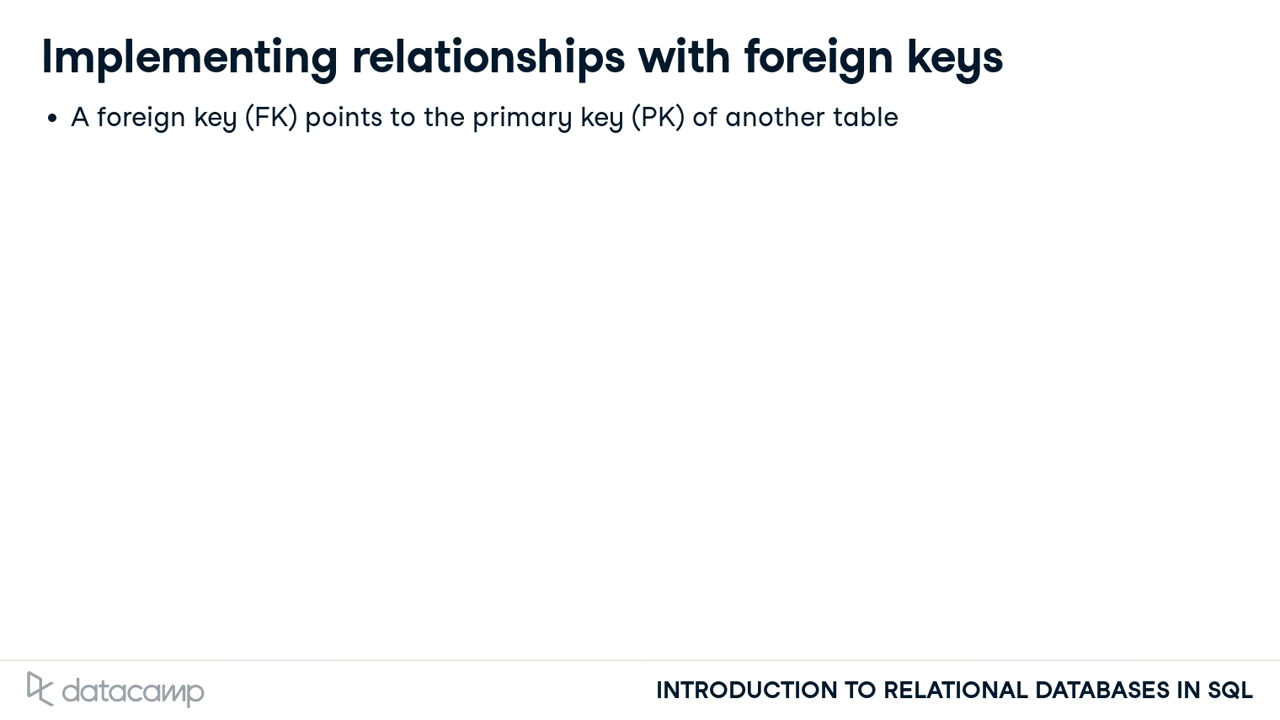 Implementing relationships with foreign keys
• A foreign key (FK) points to the primary key (PK) of another table
datacamp
INTRODUCTION TO RELATIONAL DATABASES IN SQL